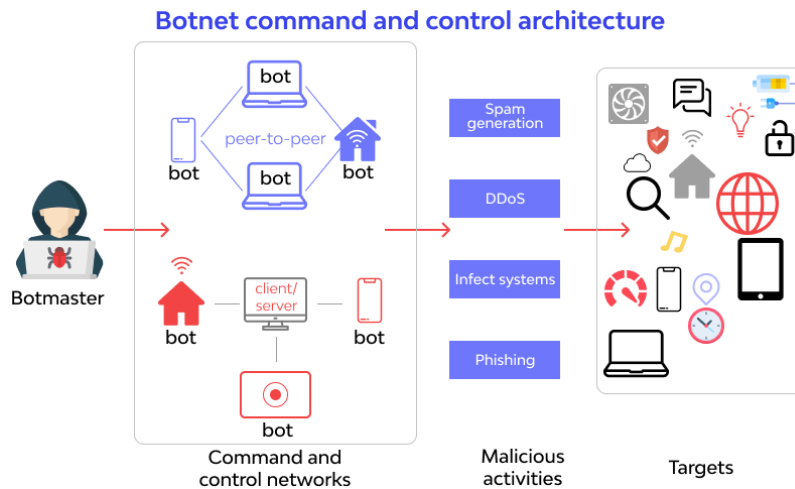 Botnet command and control architecture
bot
peer-to-peer
bot
bot
bot
client/
server
bot
bot
bot
Botmaster
Spam
generation
DDoS
Infect systems
Phishing
Command and
control networks
Malicious
activities
Targets